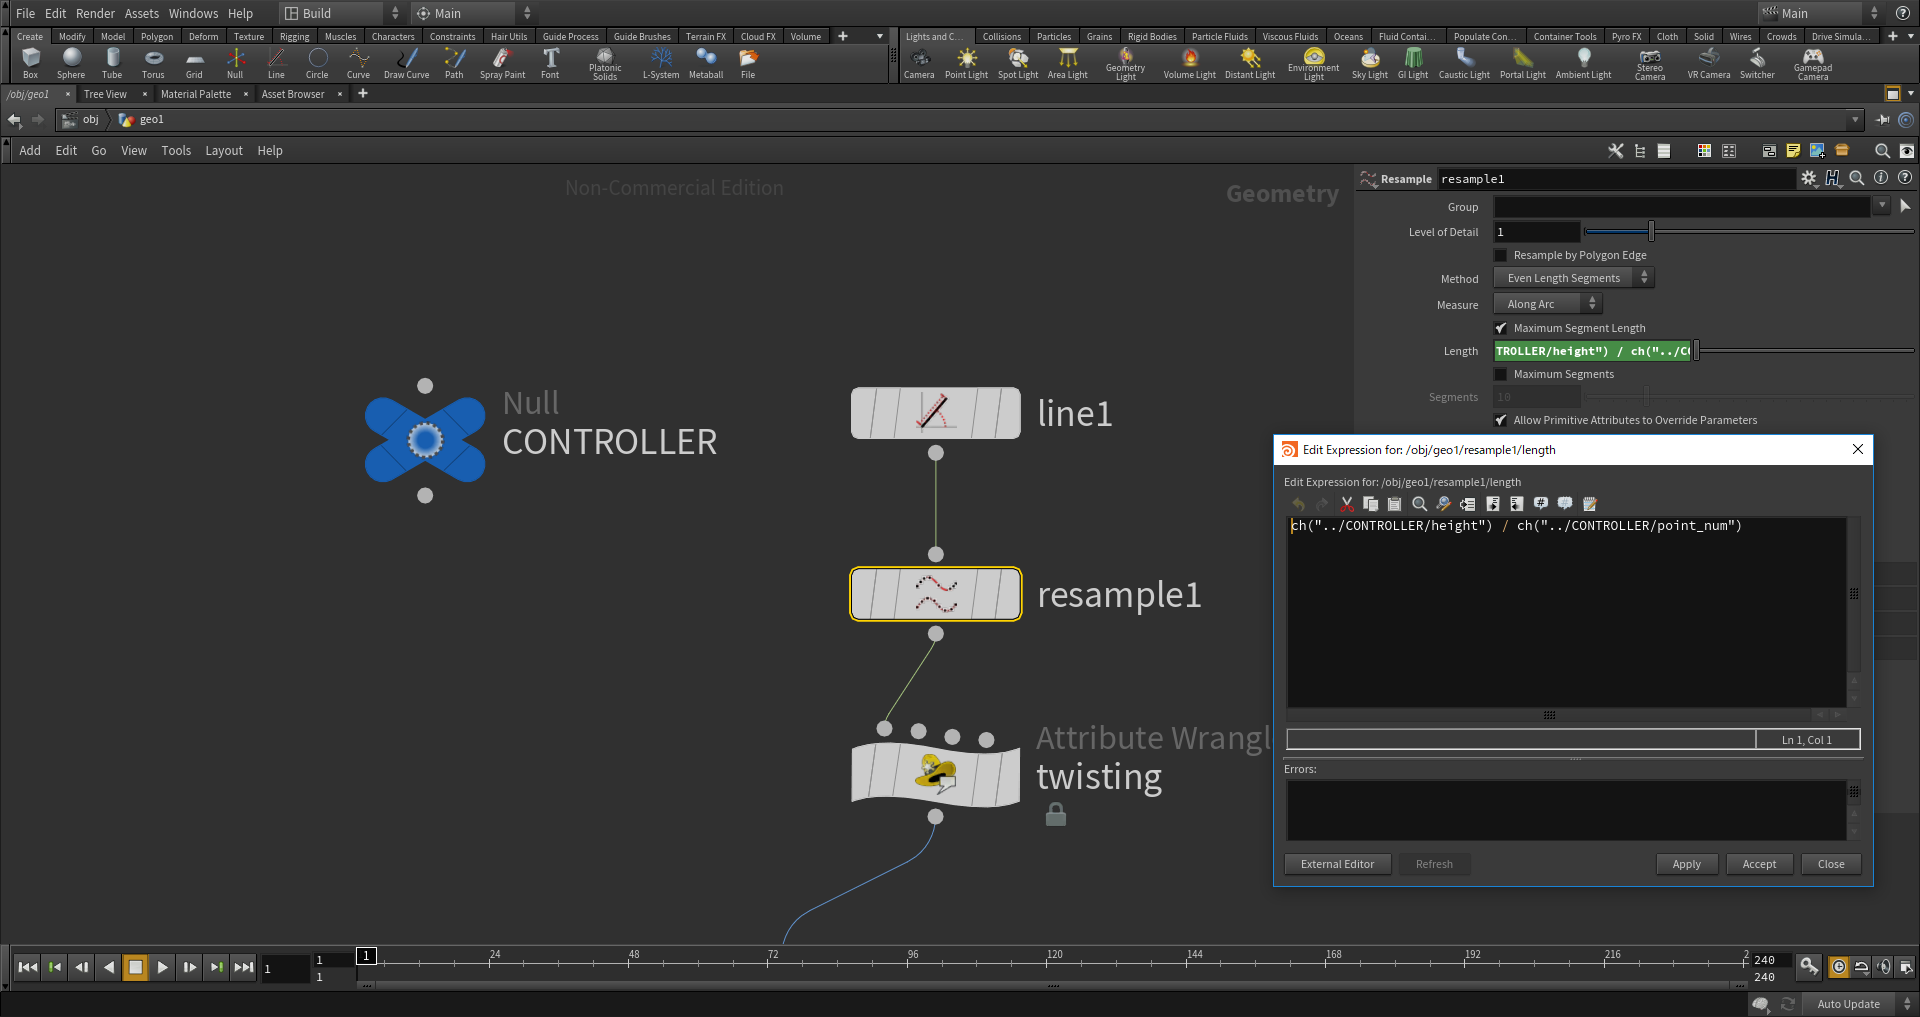 File Edit Render Assets Windows Help Build Main Main
Create Modify Model Polygon Deform Texture Rigging Muscles Characters Constraints Hair Utils Guide Process Guide Brushes Terrain FX Cloud FX Volume
Lights and C... Collisions Particles Grains Rigid Bodies Particle Fluids Viscous Fluids Oceans Fluid Contai... Populate Con... Container Tools Pyro FX Cloth Solid Wires Crowds Drive Simula...
Box Sphere Tube Torus Grid Null Line Circle Curve Draw Curve Path Spray Paint Font Platonic Solids L-System Metaball File
Camera Point Light Spot Light Area Light Geometry Light Volume Light Distant Light Environment Light Sky Light GI Light Caustic Light Portal Light Ambient Light Stereo Camera VR Camera Switcher Gamepad Camera
/obj/geo1 Tree View Material Palette Asset Browser
obj geo1
Add Edit Go View Tools Layout Help
Non-Commercial Edition
Geometry
Null
CONTROLLER
line1
resample1
Attribute Wrangl
twisting
Resample resample1
Group
Level of Detail 1
Resample by Polygon Edge
Method Even Length Segments
Measure Along Arc
Maximum Segment Length
Length TROLLER/height") / ch("../C
Maximum Segments
Segments 10
Allow Primitive Attributes to Override Parameters
Edit Expression for: /obj/geo1/resample1/length
Edit Expression for: /obj/geo1/resample1/length
ch("../CONTROLLER/height") / ch("../CONTROLLER/point_num")
Ln 1, Col 1
Errors:
External Editor Refresh Apply Accept Close
1 1 1 1 24 48 72 96 120 144 168 192 216 2 240 240
Auto Update